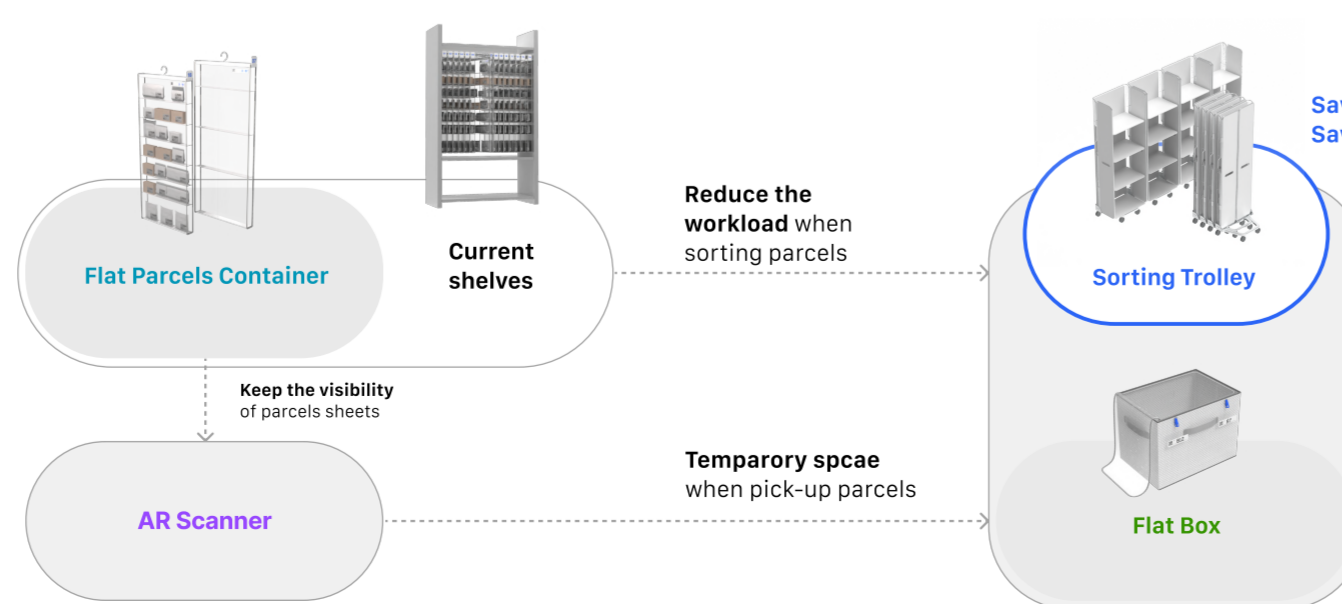 Flat Parcels Container
Current
shelves
Reduce the
workload when
sorting parcels
Sorting Trolley
Keep the visibility
of parcels sheets
AR Scanner
Temparory spcae
when pick-up parcels
Flat Box